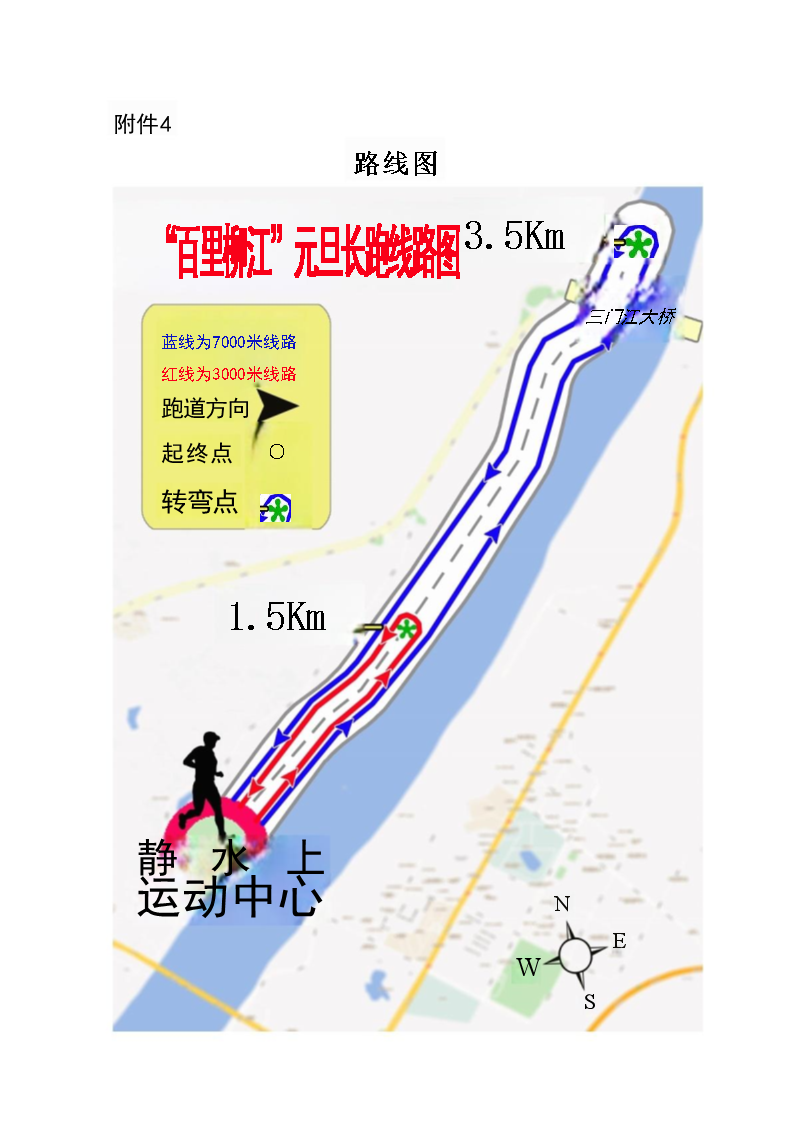 附件4
路线图
“百里柳江”元旦长跑线路图
3.5Km
三门江大桥
蓝线为7000米线路
红线为3000米线路
跑道方向
起终点
转弯点
1.5Km
静 水 上
运动中心
N
E
W
S